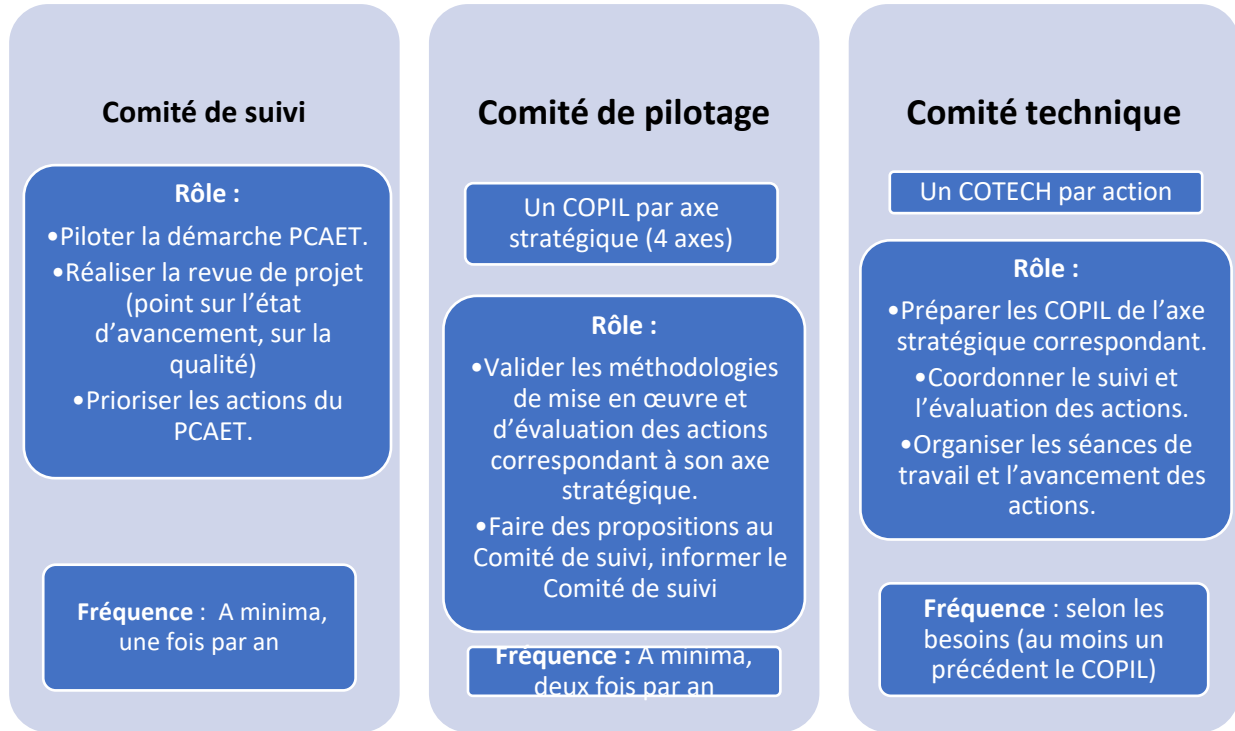 Comité de suivi
Rôle :
•Piloter la démarche PCAET.
•Réaliser la revue de projet
(point sur l’état
d’avancement, sur la
qualité)
•Prioriser les actions du
PCAET.
Fréquence : A minima,
une fois par an
Comité de pilotage
Un COPIL par axe
stratégique (4 axes)
Rôle :
•Valider les méthodologies
de mise en œuvre et
d’évaluation des actions
correspondant à son axe
stratégique.
•Faire des propositions au
Comité de suivi, informer le
Comité de suivi
Fréquence : A minima,
deux fois par an
Comité technique
Un COTECH par action
Rôle :
•Préparer les COPIL de l’axe
stratégique correspondant.
•Coordonner le suivi et
l’évaluation des actions.
•Organiser les séances de
travail et l’avancement des
actions.
Fréquence : selon les
besoins (au moins un
précédent le COPIL)